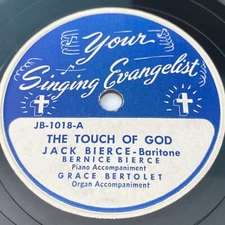 Your
Singing Evangelist
JB-1018-A
THE TOUCH OF GOD
JACK BIERCE-Baritone
BERNICE BIERCE
Piano Accompaniment
GRACE BERTOLET
Organ Accompaniment